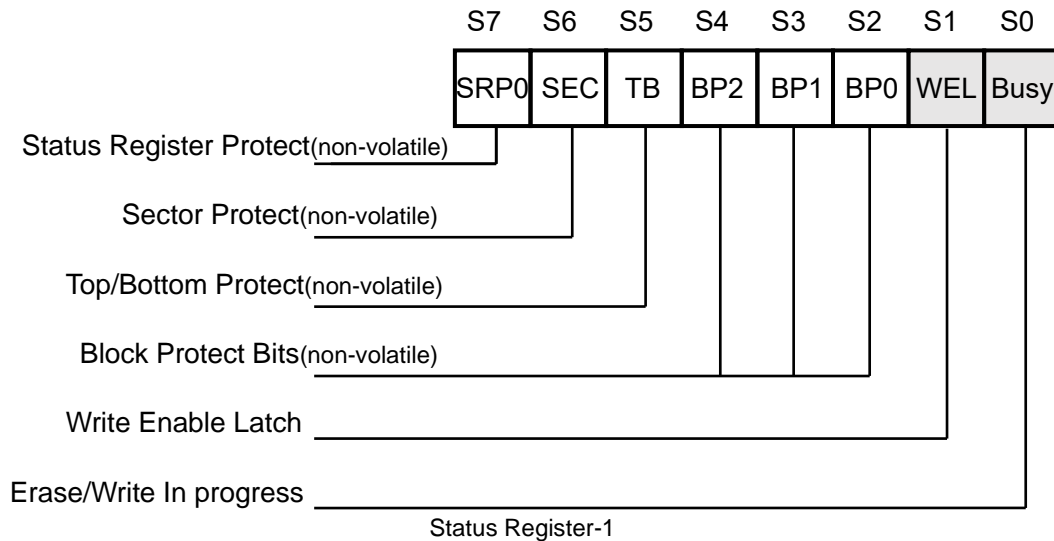 S7 S6 S5 S4 S3 S2 S1 S0
SRP0 SEC TB BP2 BP1 BP0 WEL Busy
Status Register Protect(non-volatile)
Sector Protect(non-volatile)
Top/Bottom Protect(non-volatile)
Block Protect Bits(non-volatile)
Write Enable Latch
Erase/Write In progress
Status Register-1